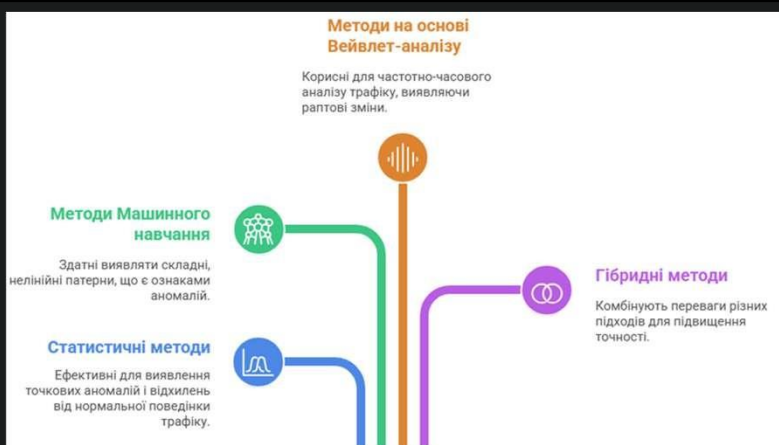 Методи на основі
Вейвлет-аналізу
Корисні для частотно-часового
аналізу трафіку, виявляючи
раптові зміни.
Методи Машинного
навчання
Здатні виявляти складні,
нелінійні патерни, що є ознаками
аномалій.
Гібридні методи
Комбінують переваги різних
підходів для підвищення
точності.
Статистичні методи
Ефективні для виявлення
точкових аномалій і відхилень
від нормальної поведінки
трафіку.